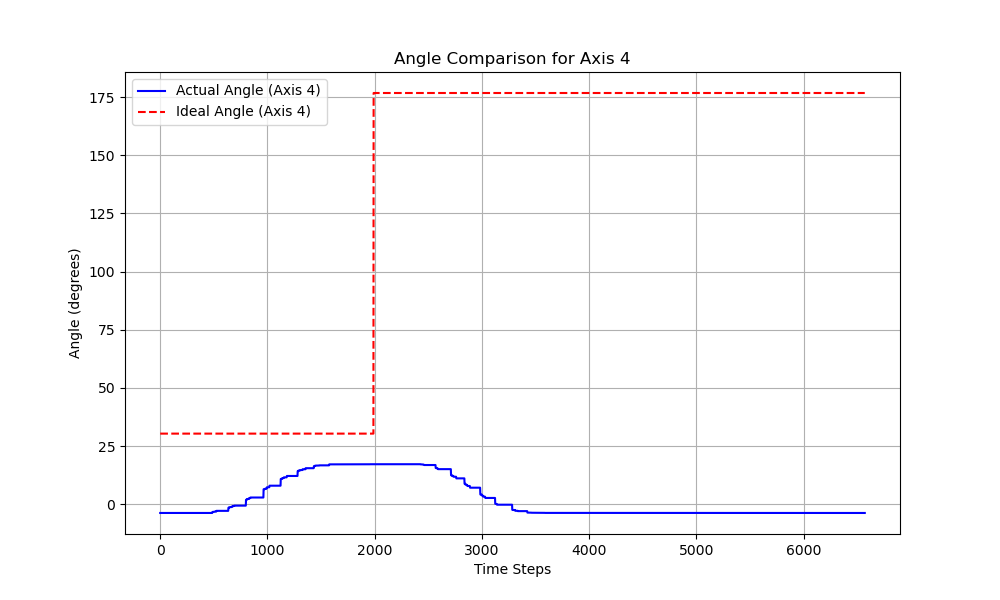 Angle Comparison for Axis 4
Actual Angle (Axis 4)
Ideal Angle (Axis 4)
Angle (degrees)
175
150
125
100
75
50
25
0
0 1000 2000 3000 4000 5000 6000
Time Steps